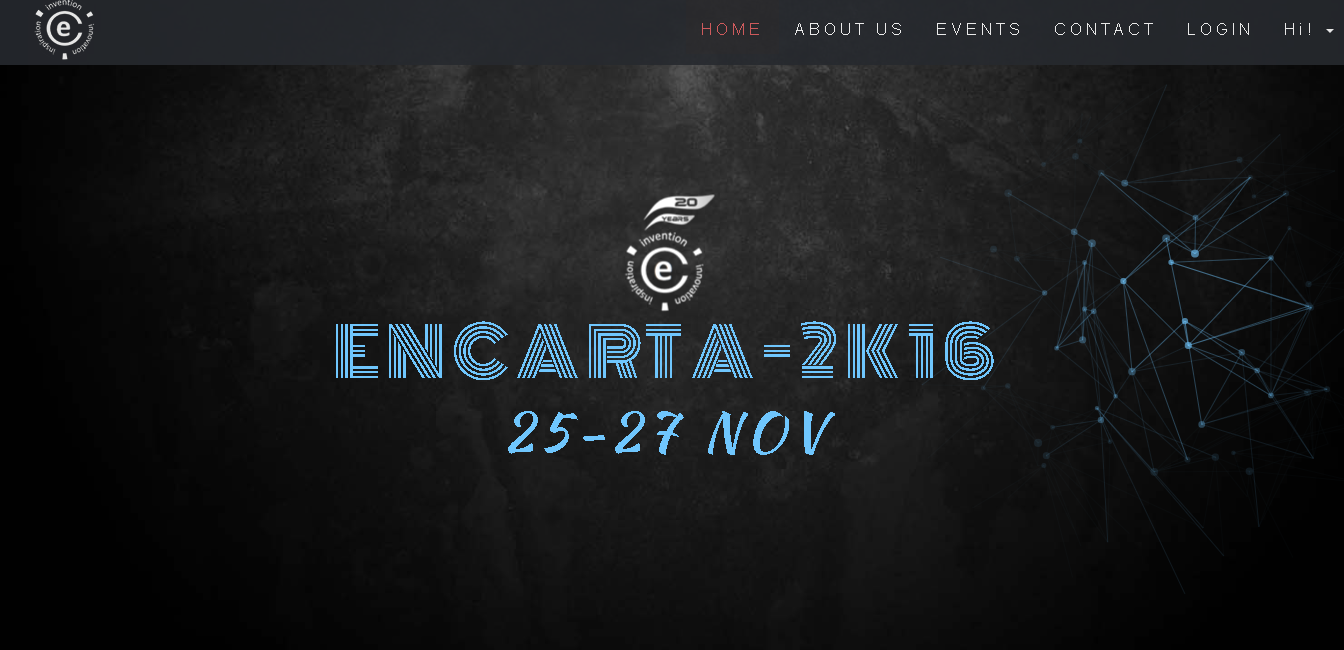 invention
innovation
inspiration
e
HOME ABOUT US EVENTS CONTACT LOGIN Hi!
20
YEARS
invention
innovation
inspiration
e
ENCARTA-2K16
25-27 NOV